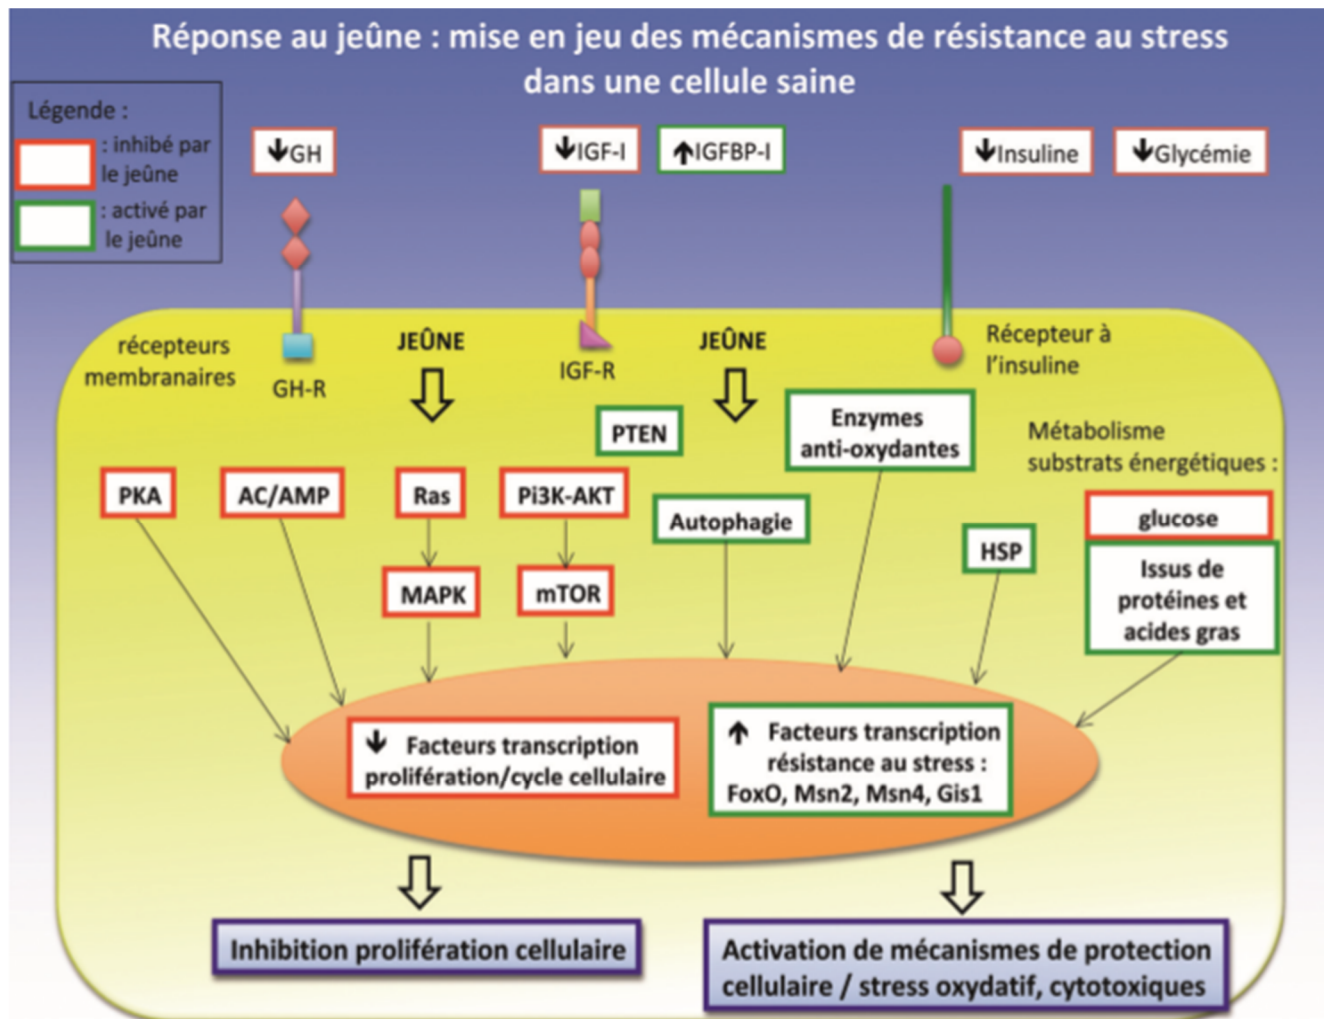 Réponse au jeûne : mise en jeu des mécanismes de résistance au stress
dans une cellule saine
Légende :
: inhibé par
le jeûne
: activé par
le jeûne
↓GH
↓IGF-I
↑IGFBP-I
↓Insuline
↓Glycémie
récepteurs
membranaires
GH-R
JEÛNE
IGF-R
JEÛNE
Récepteur à
l'insuline
PTEN
Enzymes
anti-oxydantes
Métabolisme
substrats énergétiques :
PKA
AC/AMP
Ras
Pi3K-AKT
Autophagie
glucose
HSP
MAPK
mTOR
Issus de
protéines et
acides gras
↓ Facteurs transcription
prolifération/cycle cellulaire
↑ Facteurs transcription
résistance au stress :
FoxO, Msn2, Msn4, Gis1
Inhibition prolifération cellulaire
Activation de mécanismes de protection
cellulaire / stress oxydatif, cytotoxiques